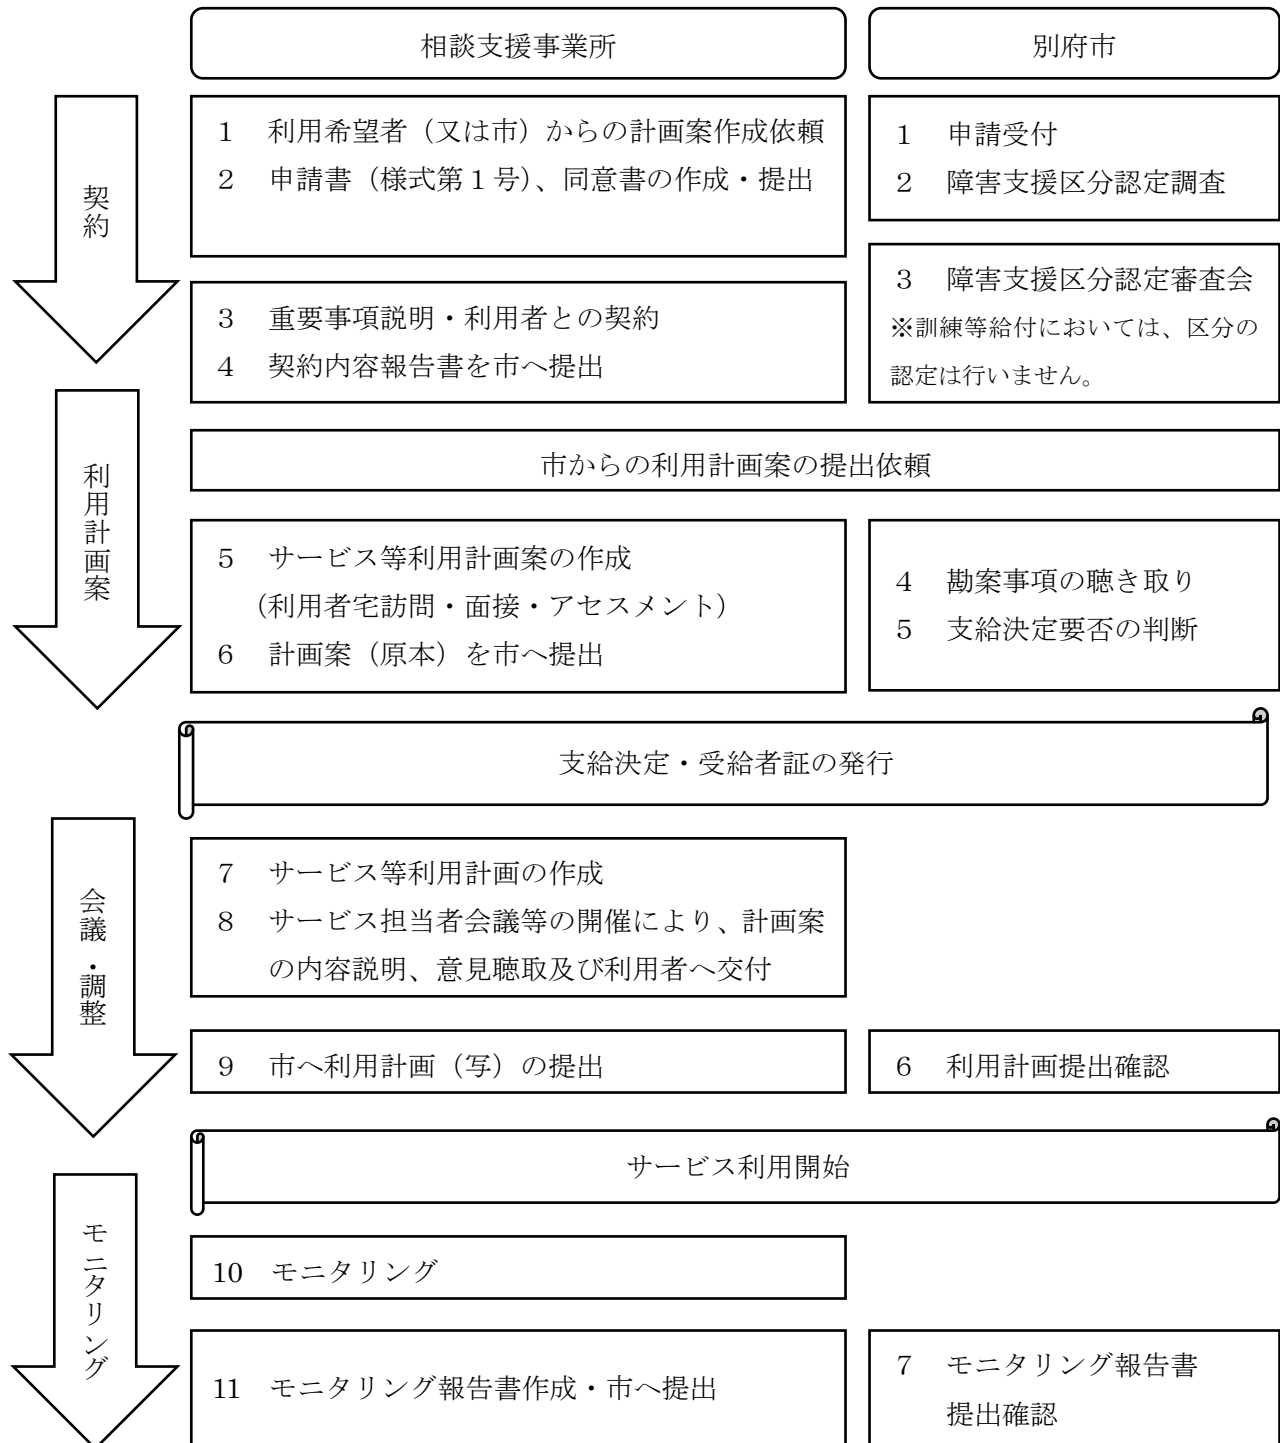 相談支援事業所
別府市
契約
1 利用希望者（又は市）からの計画案作成依頼
2 申請書（様式第１号）、同意書の作成・提出
1 申請受付
2 障害支援区分認定調査
3 重要事項説明・利用者との契約
4 契約内容報告書を市へ提出
3 障害支援区分認定審査会
※訓練等給付においては、区分の
認定は行いません。
利用計画案
市からの利用計画案の提出依頼
5 サービス等利用計画案の作成
（利用者宅訪問・面接・アセスメント）
6 計画案（原本）を市へ提出
4 勘案事項の聴き取り
5 支給決定要否の判断
支給決定・受給者証の発行
会議・調整
7 サービス等利用計画の作成
8 サービス担当者会議等の開催により、計画案
の内容説明、意見聴取及び利用者へ交付
9 市へ利用計画（写）の提出
6 利用計画提出確認
サービス利用開始
モニタリング
10 モニタリング
11 モニタリング報告書作成・市へ提出
7 モニタリング報告書
提出確認